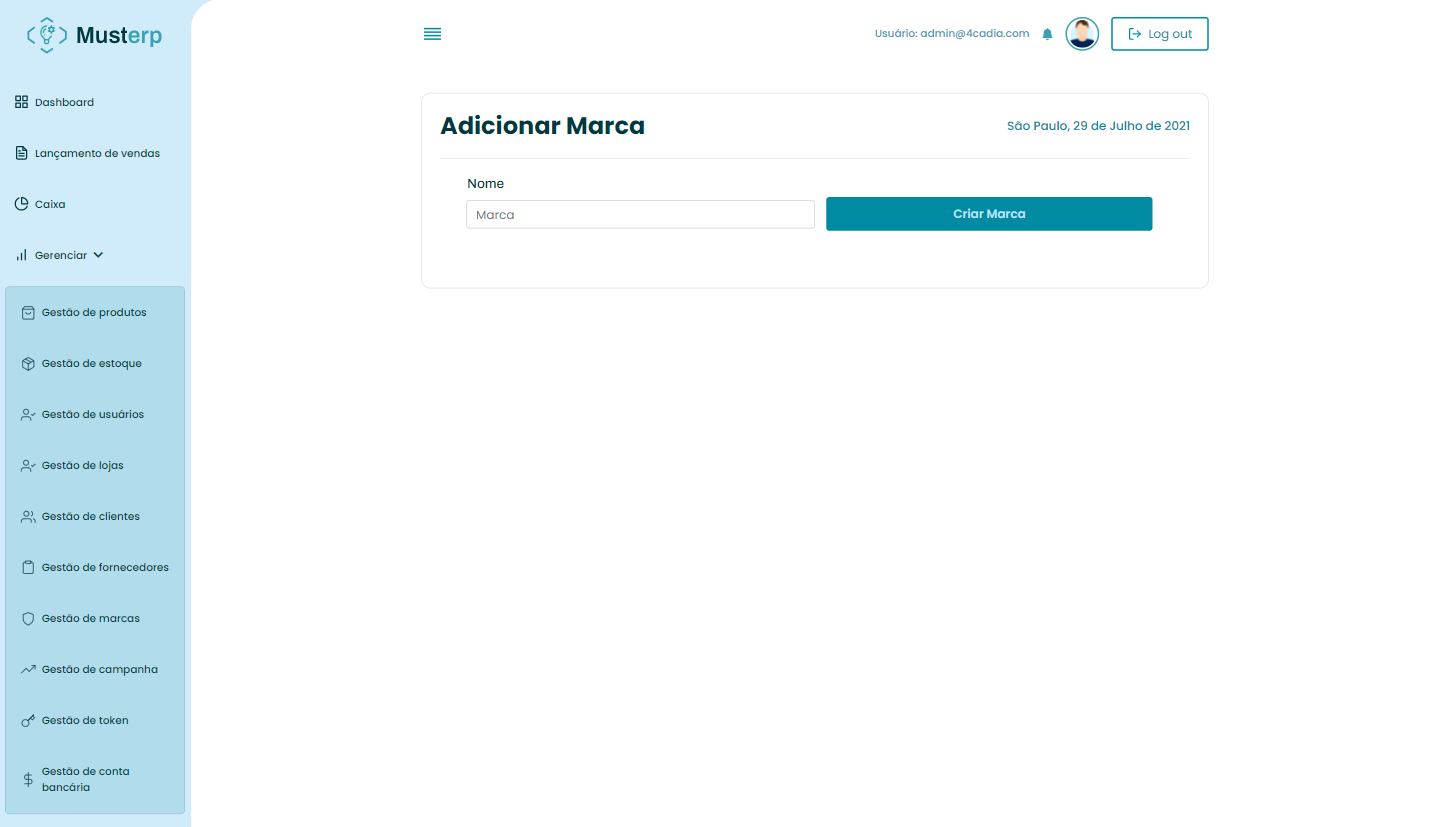 Musterp
Dashboard
Lançamento de vendas
Caixa
Gerenciar
Gestão de produtos
Gestão de estoque
Gestão de usuários
Gestão de lojas
Gestão de clientes
Gestão de fornecedores
Gestão de marcas
Gestão de campanha
Gestão de token
Gestão de conta
bancária
Usuário: admin@4cadia.com
Log out
Adicionar Marca
São Paulo, 29 de Julho de 2021
Nome
Marca
Criar Marca